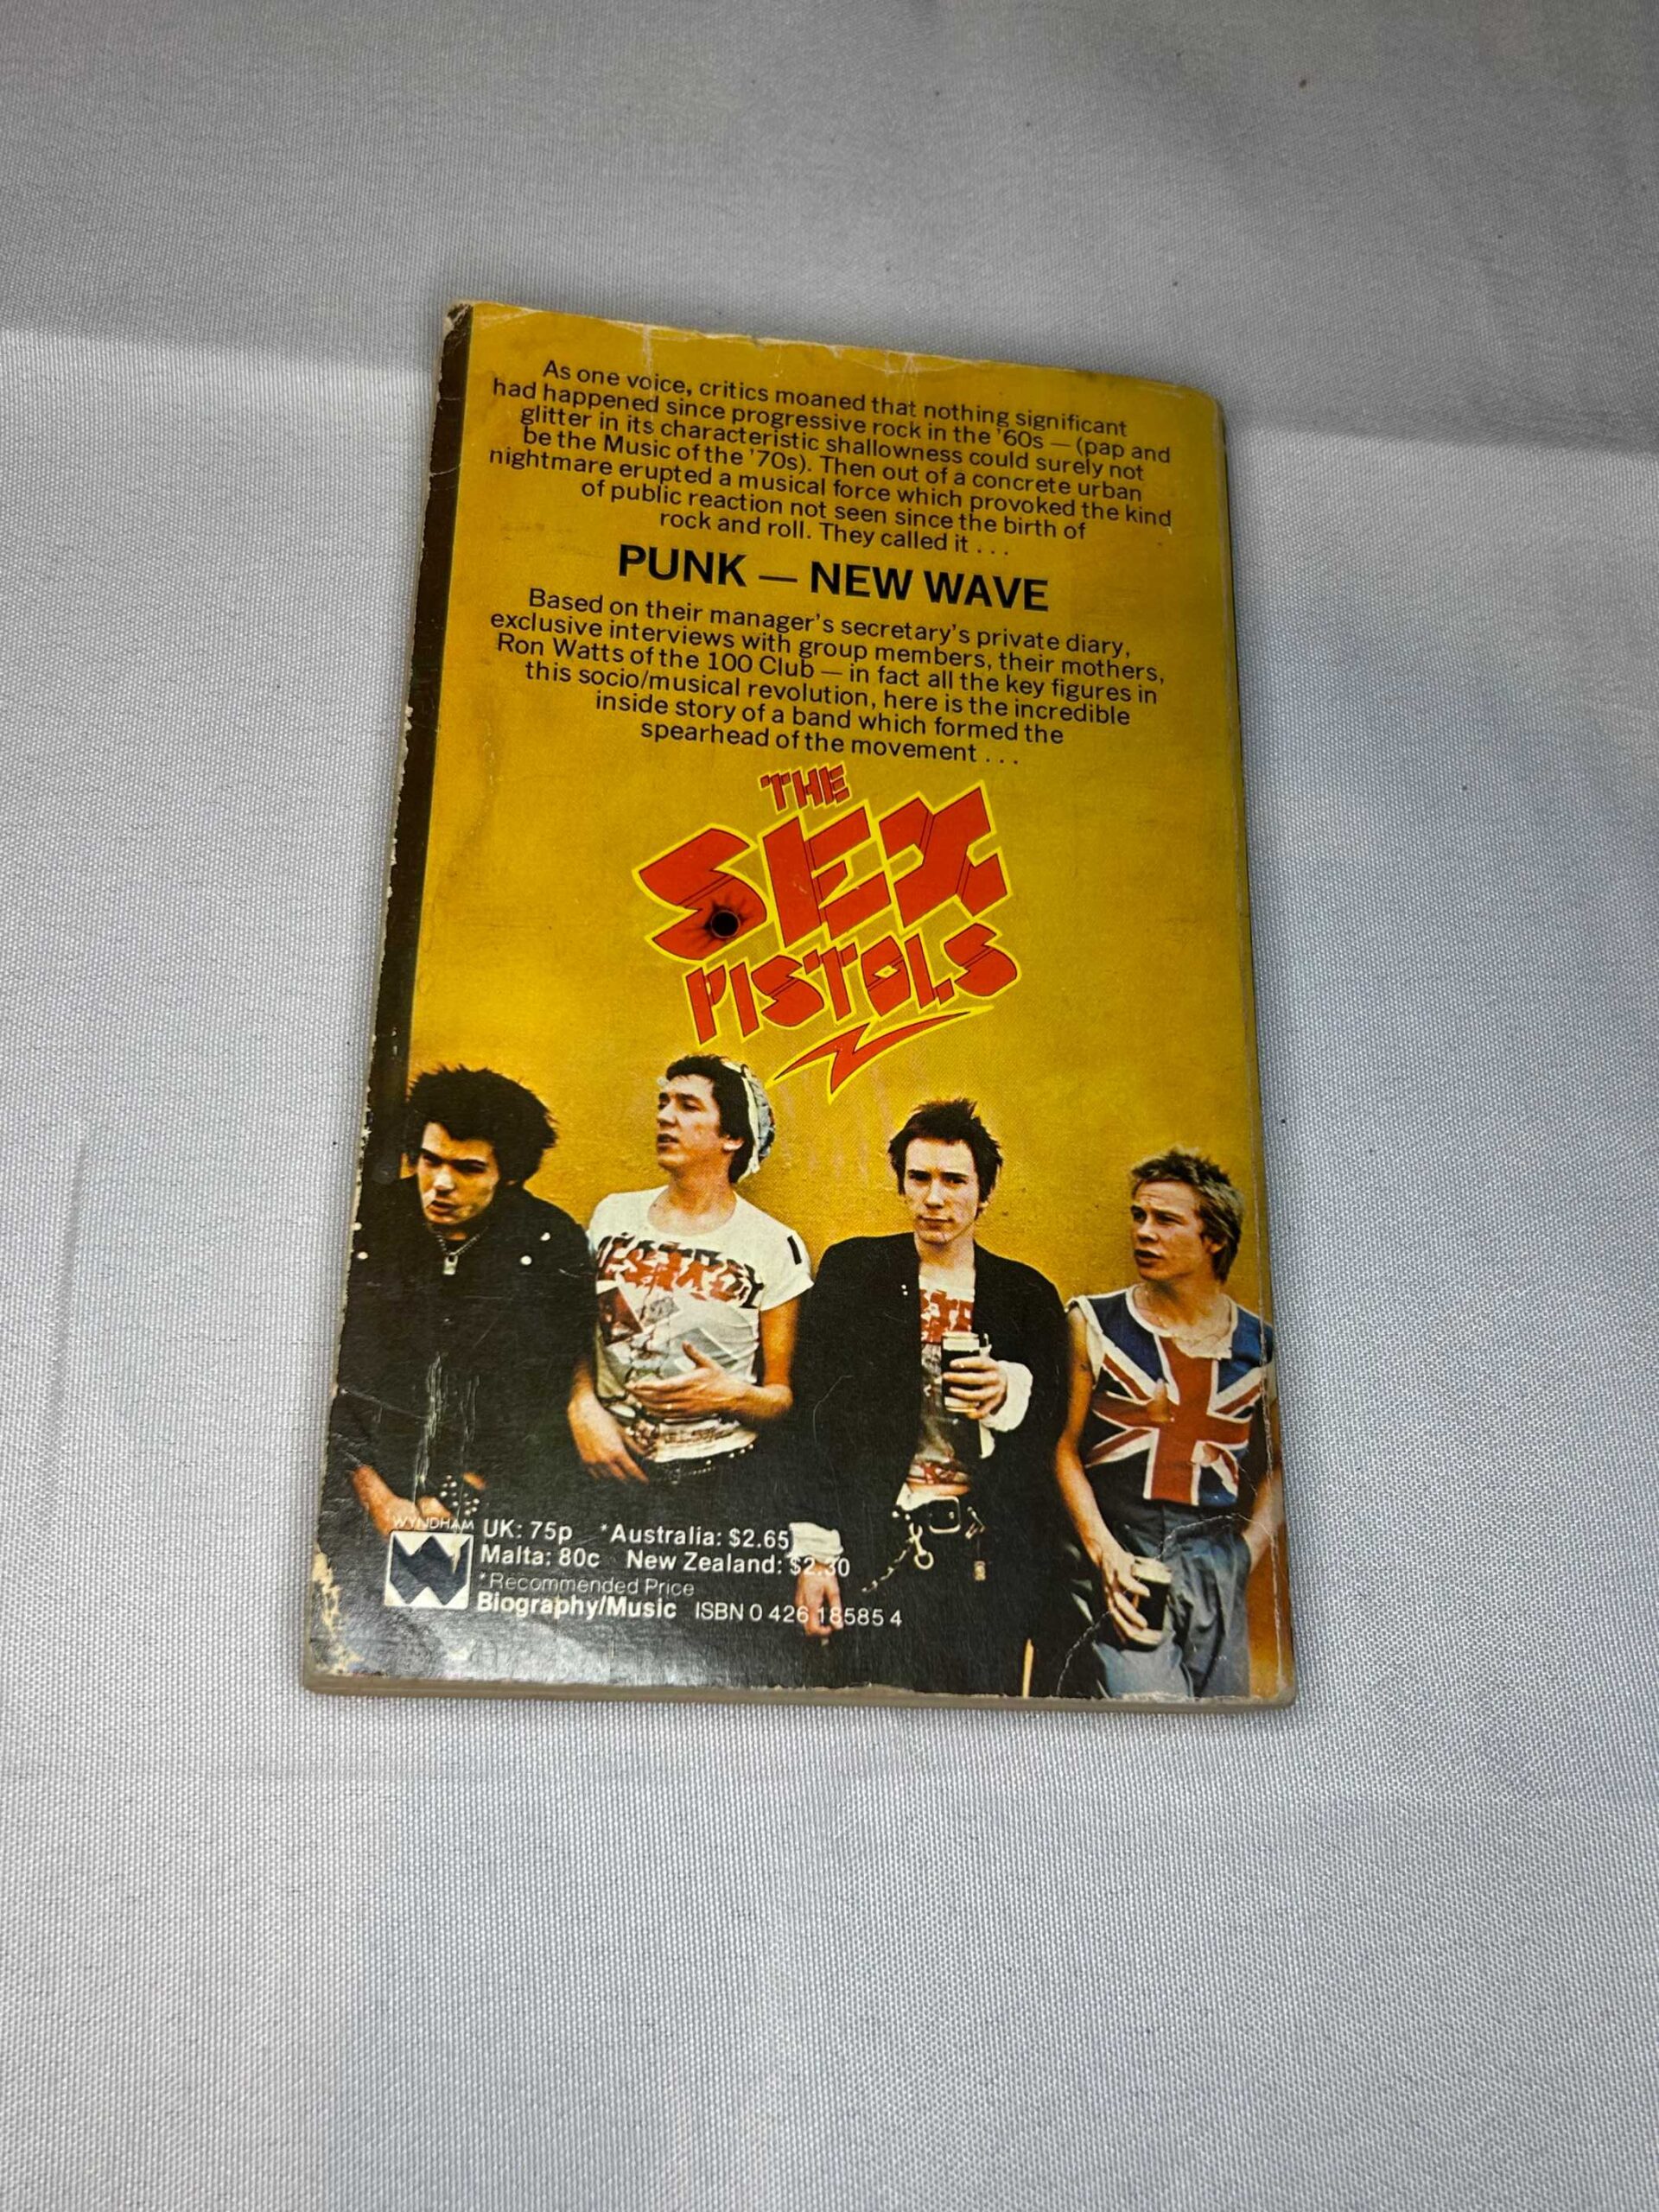 As one voice, critics moaned that nothing significant
had happened since progressive rock in the '60s — (pap and
glitter in its characteristic shallowness could surely not
be the Music of the '70s). Then out of a concrete urban
nightmare erupted a musical force which provoked the kind
of public reaction not seen since the birth of
rock and roll. They called it . . .
PUNK — NEW WAVE
Based on their manager's secretary's private diary,
exclusive interviews with group members, their mothers,
Ron Watts of the 100 Club — in fact all the key figures in
this socio/musical revolution, here is the incredible
inside story of a band which formed the
spearhead of the movement . . .
THE
SEX
PISTOLS
DESTROY
WYNDHAM
UK: 75p *Australia: $2.65
Malta: 80c New Zealand: $2.30
*Recommended Price
Biography/Music ISBN 0 426 18585 4